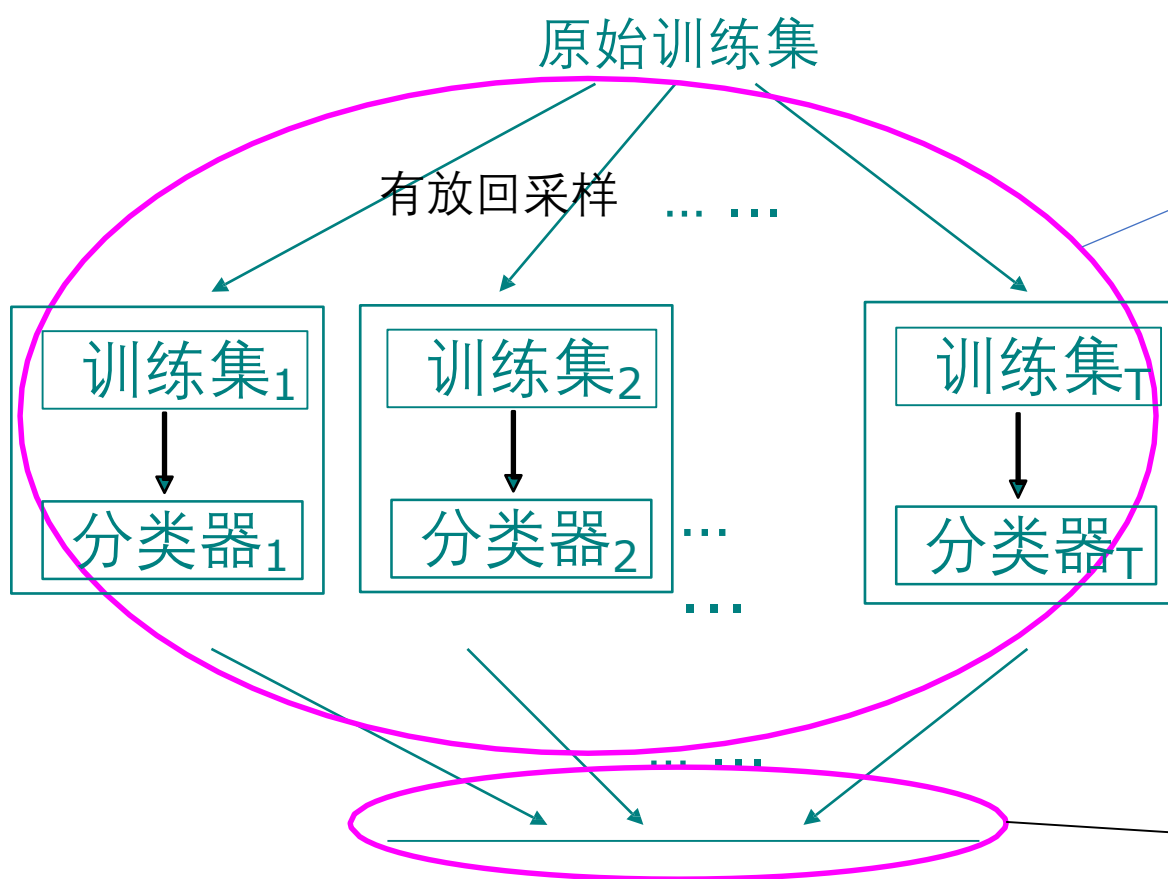 原始训练集
有放回采样 ... ...
训练集1 训练集2 训练集T
分类器1 分类器2 ... 分类器T
...
... ...